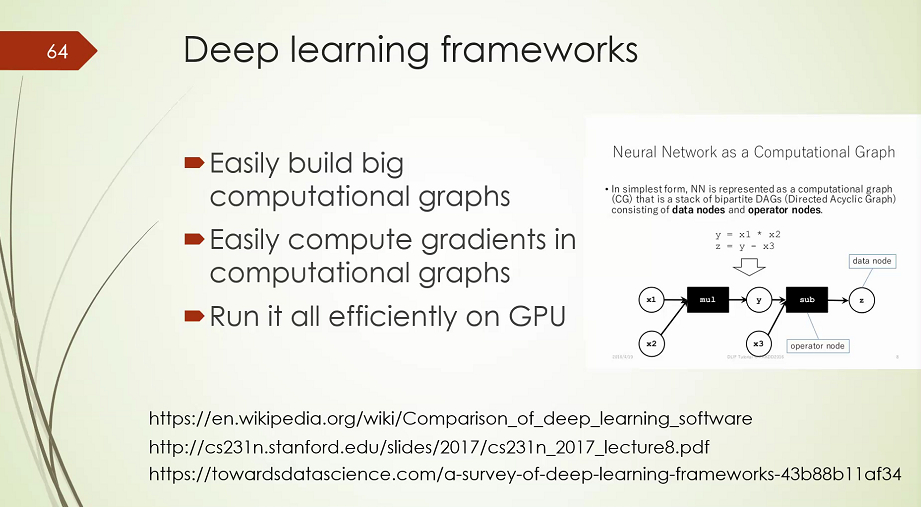 64
Deep learning frameworks
Easily build big
computational graphs
Easily compute gradients in
computational graphs
Run it all efficiently on GPU
Neural Network as a Computational Graph
• In simplest form, NN is represented as a computational graph
(CG) that is a stack of bipartite DAGs (Directed Acyclic Graph)
consisting of data nodes and operator nodes.
y = x1 * x2
z = y - x3
data node
x1
mul
y
sub
z
x2
x3
operator node
8
https://en.wikipedia.org/wiki/Comparison_of_deep_learning_software
http://cs231n.stanford.edu/slides/2017/cs231n_2017_lecture8.pdf
https://towardsdatascience.com/a-survey-of-deep-learning-frameworks-43b88b11af34